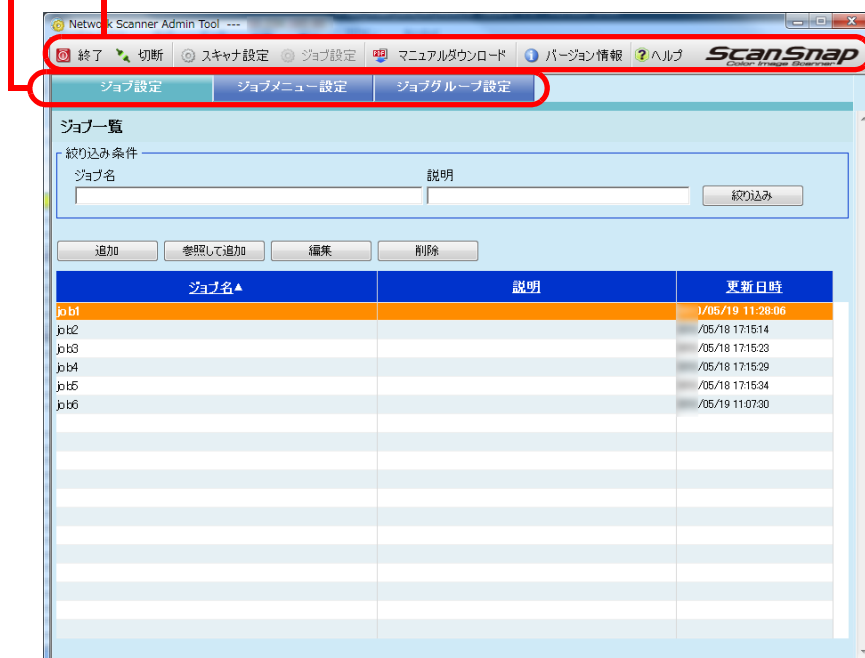 Network Scanner Admin Tool ---
終了 切断 スキャナ設定 ジョブ設定 マニュアルダウンロード バージョン情報 ヘルプ ScanSnap
Color Image Scanner
ジョブ設定 ジョブメニュー設定 ジョブグループ設定
ジョブ一覧
絞り込み条件
ジョブ名 説明
絞り込み
追加 参照して追加 編集 削除
ジョブ名▲ 説明 更新日時
job1 /05/19 11:28:06
job2 /05/18 17:15:14
job3 /05/18 17:15:23
job4 /05/18 17:15:29
job5 /05/18 17:15:34
job6 /05/19 11:07:30